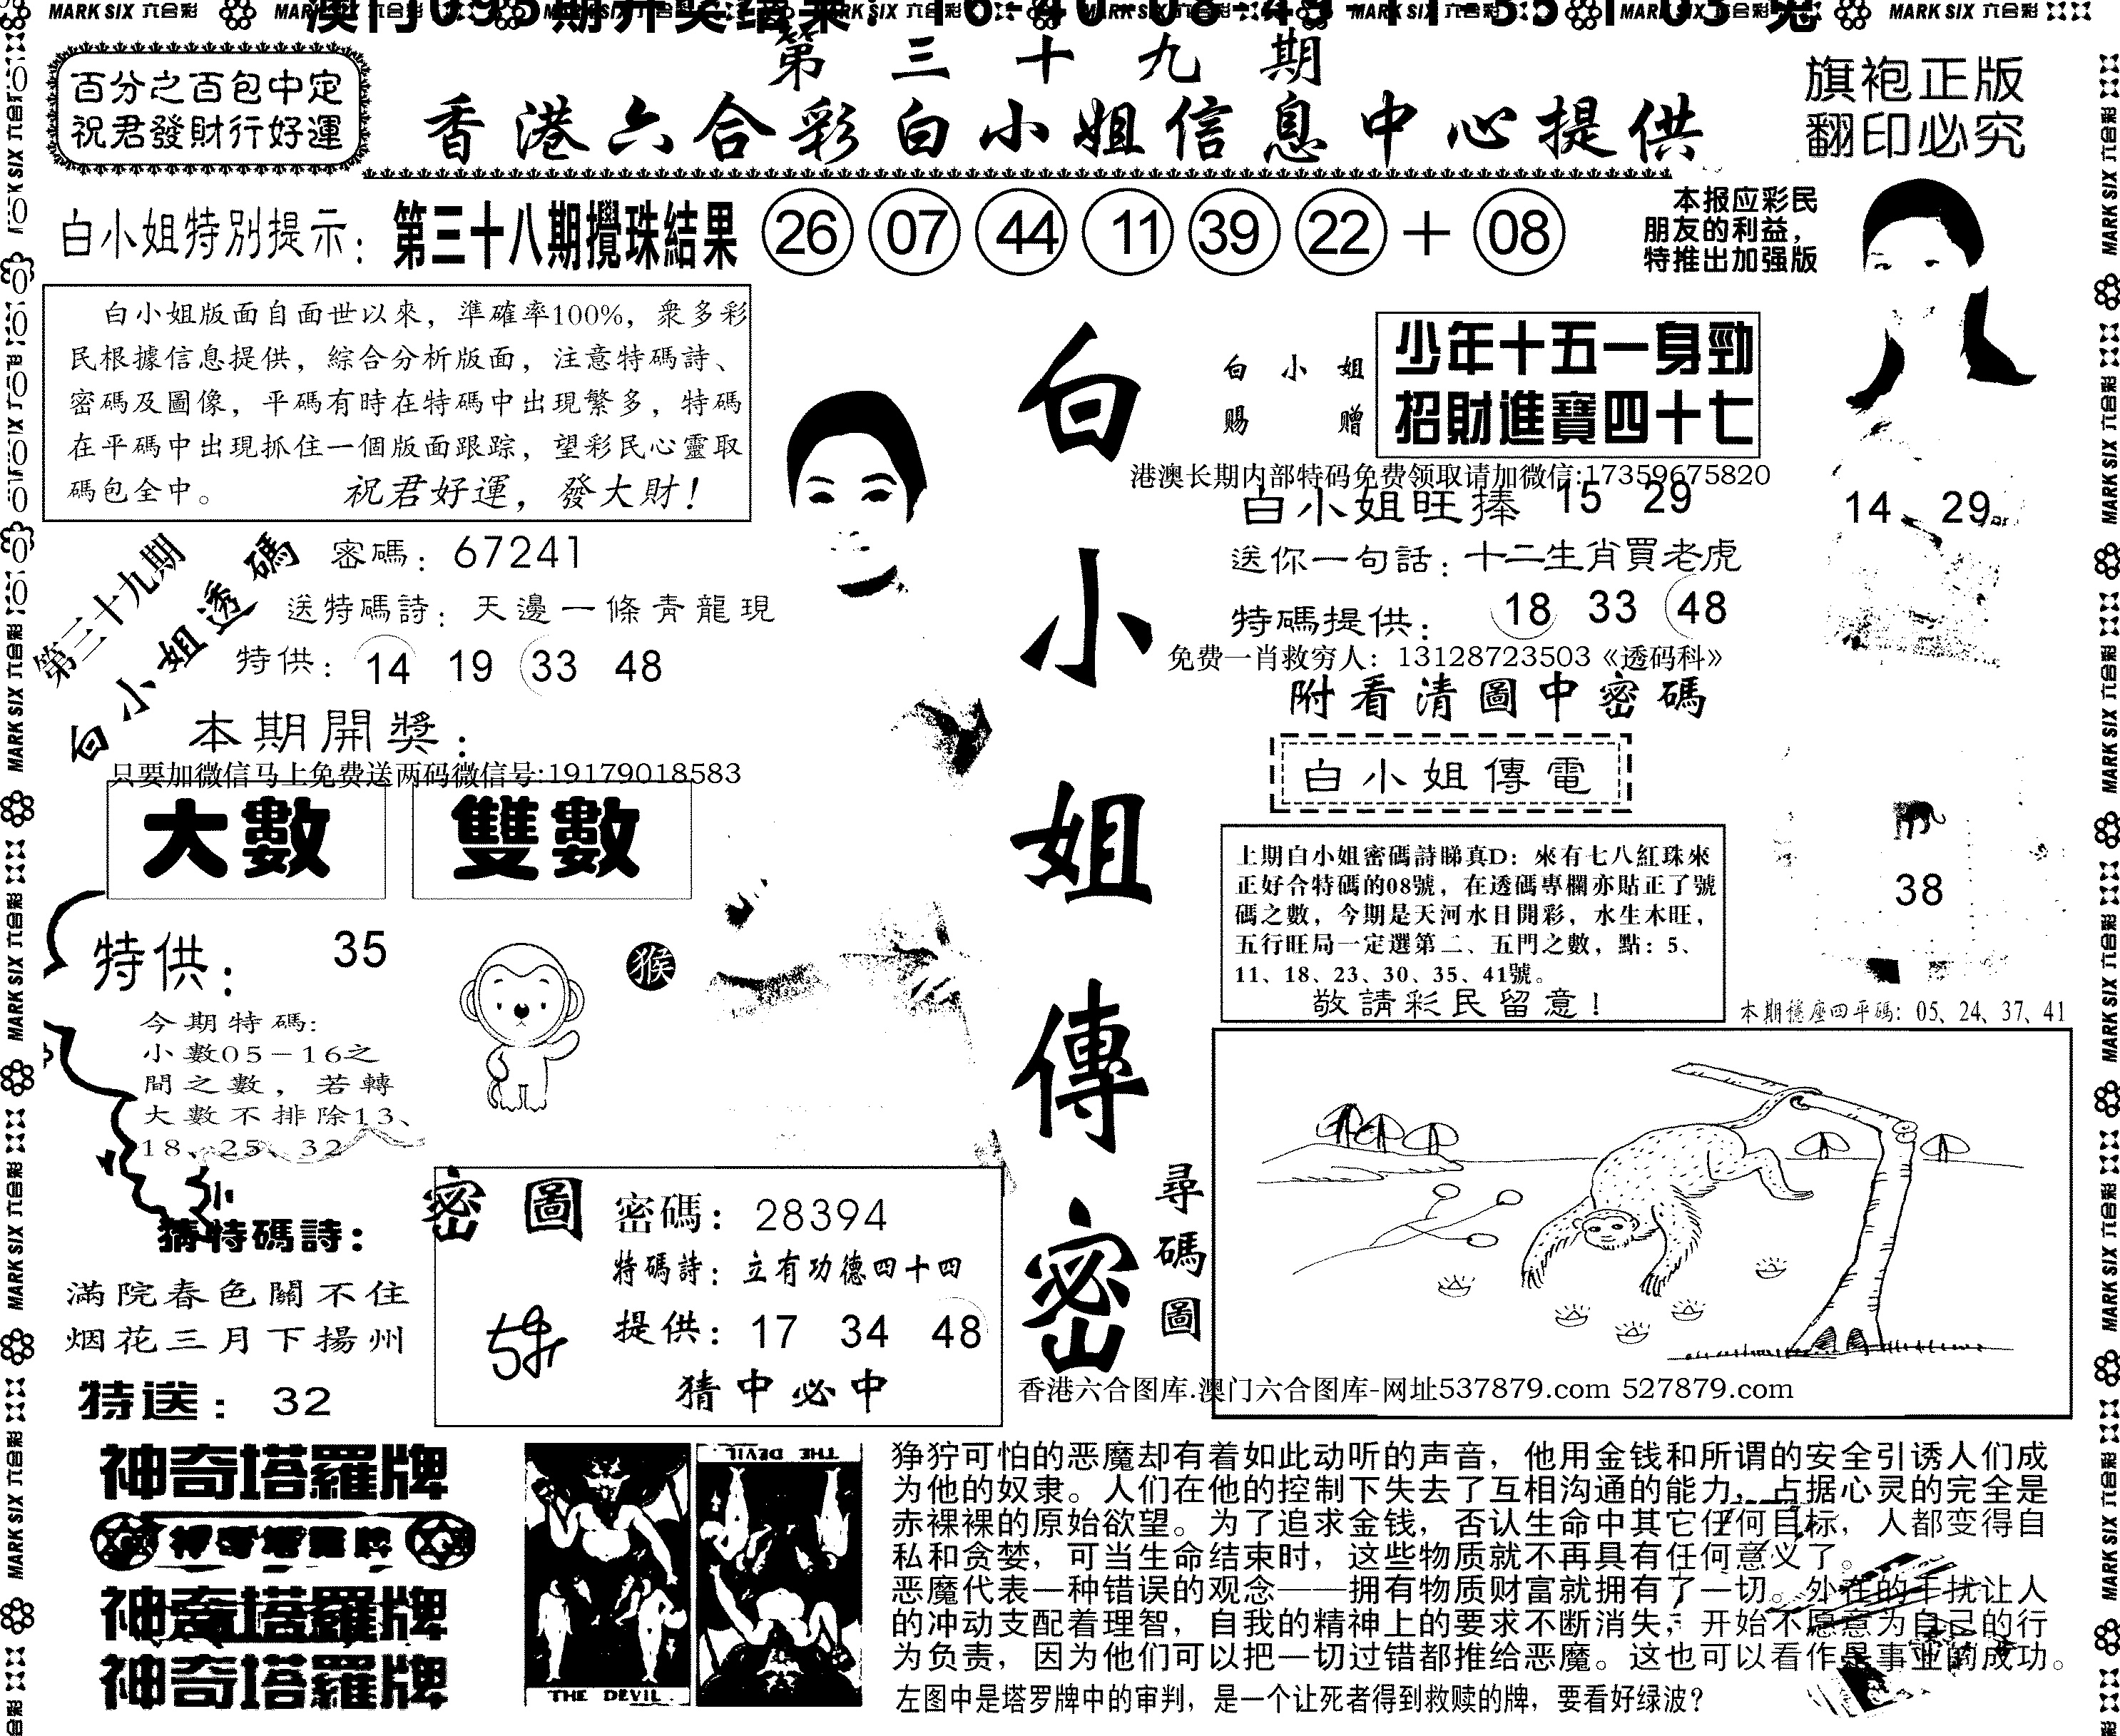 MARK SIX 六合彩
第三十九期
香港六合彩白小姐信息中心提供
百分之百包中定
祝君發財行好運
旗袍正版
翻印必究
白小姐特別提示：
第三十八期攪珠結果 26 07 44 11 39 22 + 08
本报应彩民
朋友的利益，
特推出加强版
白小姐版面自面世以來，準確率100%，衆多彩
民根據信息提供，綜合分析版面，注意特碼詩、
密碼及圖像，平碼有時在特碼中出現繁多，特碼
在平碼中出現抓住一個版面跟踪，望彩民心靈取
碼包全中。 祝君好運，發大財！
第三十九期
白小姐透碼
密碼：67241
送特碼詩：天邊一條青龍現
特供：14 19 33 48
本期開獎：
只要加微信马上免费送两码微信号:19179018583
大數 雙數
特供： 35
猴
今期特碼:
小數05-16之
間之數，若轉
大數不排除13、
18、25、32
猜特碼詩：
滿院春色關不住
烟花三月下揚州
特送：32
密圖
密碼：28394
特碼詩：立有功德四十四
提供：17 34 48
猜中必中
白小姐傳密
白小姐
赐赠
少年十五一身勁
招財進寶四十七
港澳长期内部特码免费领取请加微信:17359675820
白小姐旺捧 15 29
送你一句話：十二生肖買老虎
特碼提供： 18 33 48
免费一肖救穷人：13128723503《透码科》
附看清圖中密碼
14 29
白小姐傳電
上期白小姐密碼詩睇真D：來有七八紅珠來
正好合特碼的08號，在透碼專欄亦貼正了號
碼之數，今期是天河水日開彩，水生木旺，
五行旺局一定選第二、五門之數，點：5、
11、18、23、30、35、41號。
敬請彩民留意！
38
本期穩座四平碼：05、24、37、41
尋碼圖
香港六合图库.澳门六合图库-网址537879.com 527879.com
神奇塔羅牌
神奇塔羅牌
神奇塔羅牌
神奇塔羅牌
THE DEVIL
THE DEVIL
狰狞可怕的恶魔却有着如此动听的声音，他用金钱和所谓的安全引诱人们成
为他的奴隶。人们在他的控制下失去了互相沟通的能力，占据心灵的完全是
赤裸裸的原始欲望。为了追求金钱，否认生命中其它任何目标，人都变得自
私和贪婪，可当生命结束时，这些物质就不再具有任何意义了。
恶魔代表一种错误的观念——拥有物质财富就拥有了一切。外在的干扰让人
的冲动支配着理智，自我的精神上的要求不断消失；开始不愿意为自己的行
为负责，因为他们可以把一切过错都推给恶魔。这也可以看作是事业的成功。
左图中是塔罗牌中的审判，是一个让死者得到救赎的牌，要看好绿波？